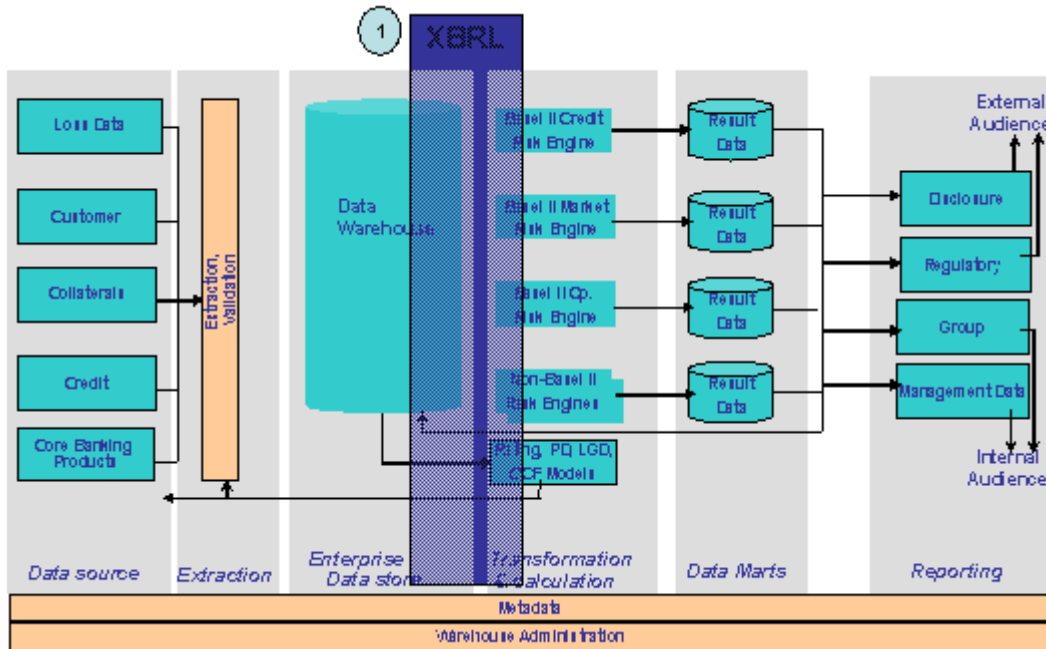 1
XBRL
External
Audience
Loan Data
Customer
Collaterals
Credit
Core Banking
Products
Extraction,
Validation
Data
Warehouse
Basel II Credit
Risk Engine
Basel II Market
Risk Engine
Basel II Op.
Risk Engine
Non-Basel II
Risk Engines
Rating, PD, LGD,
CCF Models
Result
Data
Result
Data
Result
Data
Result
Data
Disclosure
Regulatory
Group
Management Data
Internal
Audience
Data source
Extraction
Enterprise
Data store
Transformation
& calculation
Data Marts
Reporting
Metadata
Warehouse Administration